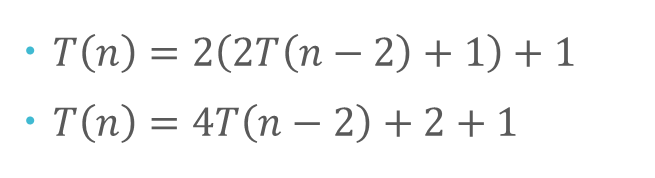 • T(n) = 2(2T(n − 2) + 1) + 1
• T(n) = 4T(n − 2) + 2 + 1